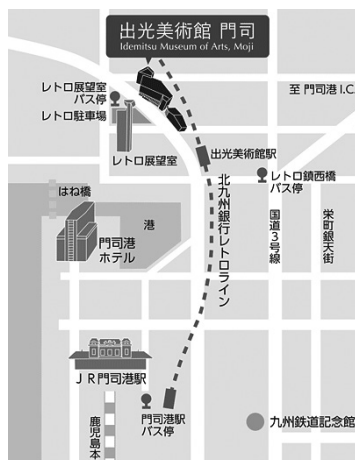 出光美術館 門司
Idemitsu Museum of Arts, Moji
レトロ展望室
バス停
レトロ駐車場
レトロ展望室
至 門司港 I.C.
出光美術館駅
レトロ鎮西橋
バス停
はね橋
港
門司港
ホテル
北九州銀行レトロライン
国道3号線
栄町銀天街
JR門司港駅
門司港駅
バス停
九州鉄道記念館
鹿児島本